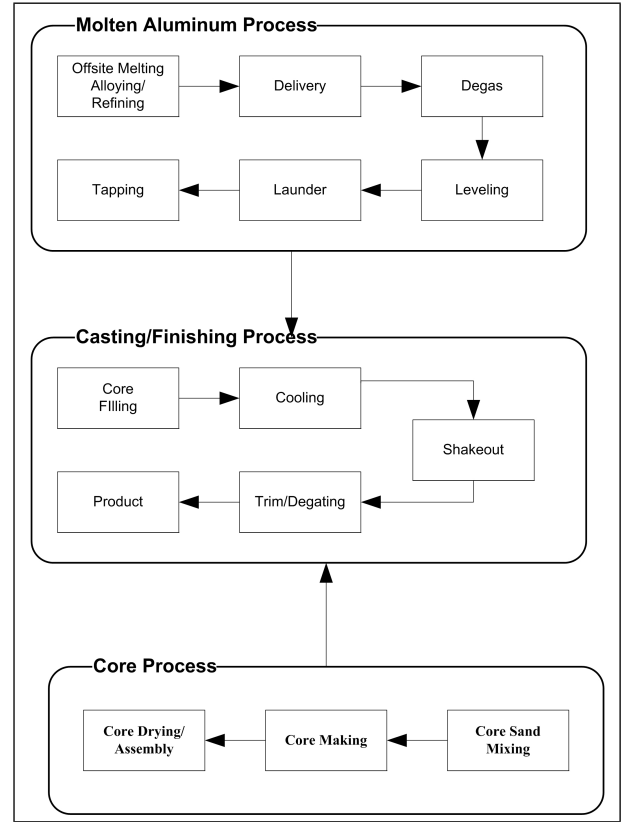 Molten Aluminum Process
Offsite Melting
Alloying/
Refining
Delivery
Degas
Tapping
Launder
Leveling
Casting/Finishing Process
Core
FIlling
Cooling
Shakeout
Product
Trim/Degating
Core Process
Core Drying/
Assembly
Core Making
Core Sand
Mixing